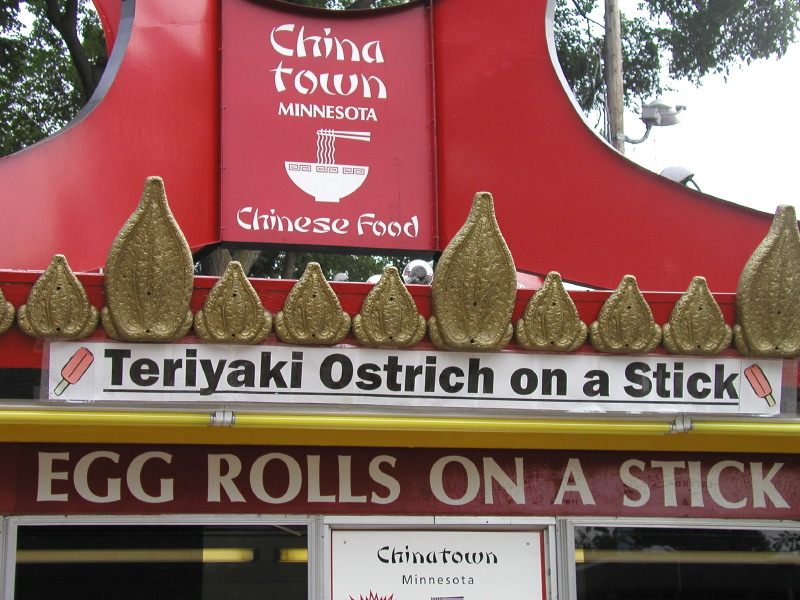 China
town
MINNESOTA
Chinese Food
Teriyaki Ostrich on a Stick
EGG ROLLS ON A STICK
Chinatown
Minnesota